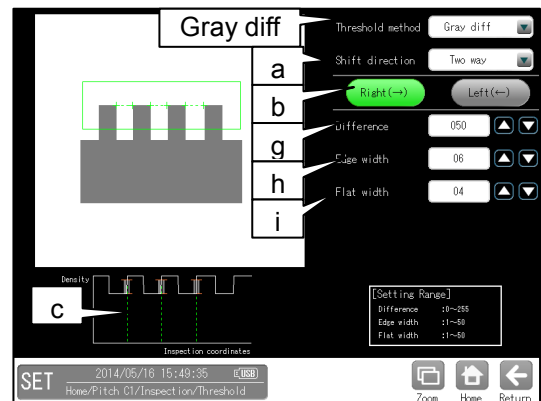 Gray diff
Threshold method Gray diff
a
Shift direction Two way
b
Right(→) Left(←)
g
Difference 050
h
Edge width 06
i
Flat width 04
Density
c
Inspection coordinates
[Setting Range]
Difference :0~255
Edge width :1~50
Flat width :1~50
SET
2014/05/16 15:49:35 USB
Home/Pitch C1/Inspection/Threshold
Zoom Home Return